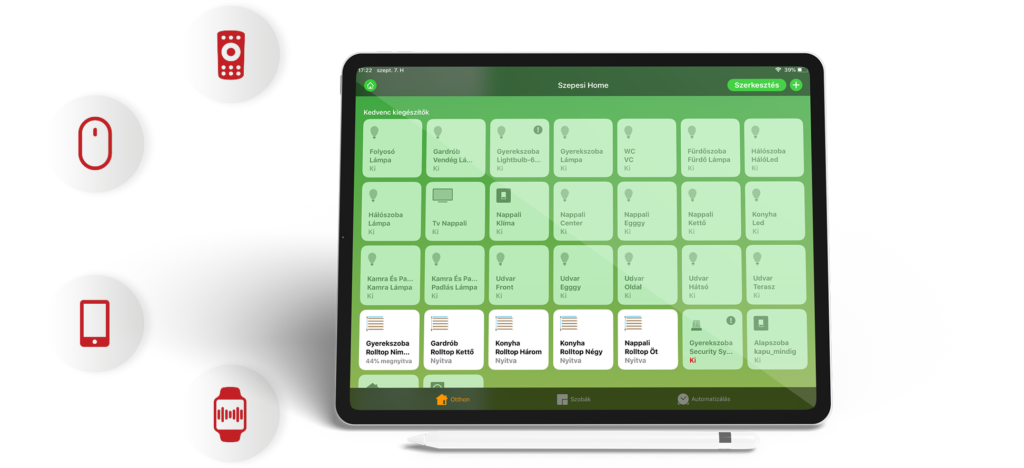 17:22 szept. 7. H
39%
Szepesi Home
Szerkesztés
Kedvenc kiegészítők
Folyosó
Lámpa
Ki
Gardrób
Vendég Lá...
Ki
Gyerekszoba
Lightbulb-6...
Ki
Gyerekszoba
Lámpa
Ki
WC
VC
Ki
Fürdőszoba
Fürdő Lámpa
Ki
Hálószoba
HálóLed
Ki
Hálószoba
Lámpa
Ki
Tv Nappali
Nappali
Klíma
Ki
Nappali
Center
Ki
Nappali
Egggy
Ki
Nappali
Kettő
Ki
Konyha
Led
Ki
Kamra És Pa...
Kamra Lámpa
Ki
Kamra És Pa...
Padlás Lámpa
Ki
Udvar
Front
Ki
Udvar
Egggy
Ki
Udvar
Oldal
Ki
Udvar
Hátsó
Ki
Udvar
Terasz
Ki
Gyerekszoba
Rolltop Nim...
44% megnyitva
Gardrób
Rolltop Kettő
Nyitva
Konyha
Rolltop Három
Nyitva
Konyha
Rolltop Négy
Nyitva
Nappali
Rolltop Öt
Nyitva
Gyerekszoba
Security Sy...
Ki
Alapszoba
kapu_mindig
Ki
Otthon
Szobák
Automatizálás